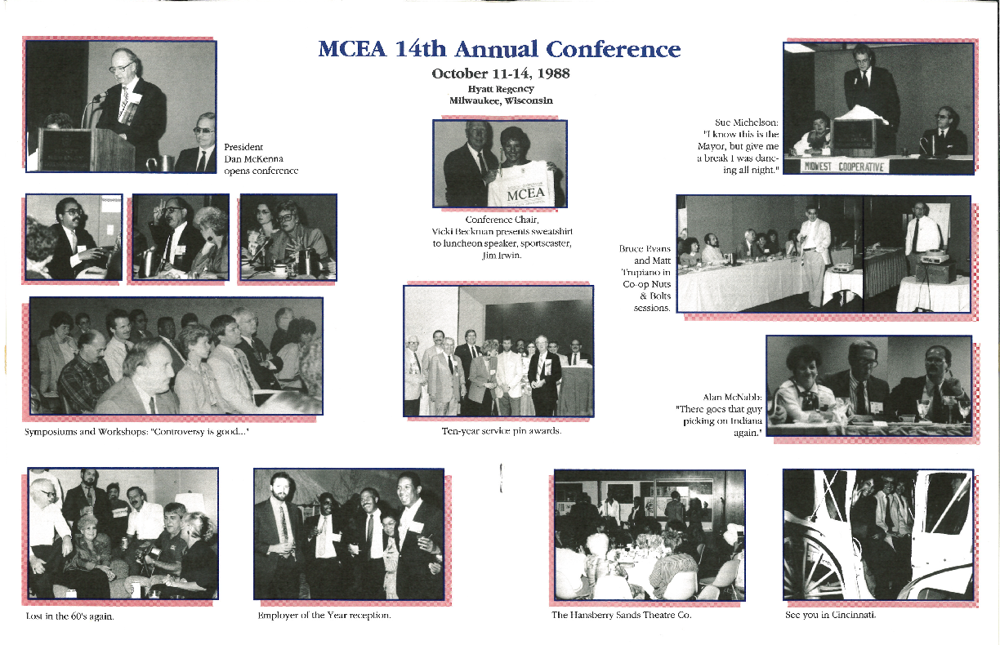 MCEA 14th Annual Conference
October 11-14, 1988
Hyatt Regency
Milwaukee, Wisconsin
President
Dan McKenna
opens conference
MCEA
Conference Chair,
Vicki Beckman presents sweatshirt
to luncheon speaker, sportscaster,
Jim Irwin.
Sue Michelson:
"I know this is the
Mayor, but give me
a break I was danc-
ing all night."
MIDWEST COOPERATIVE
Bruce Evans
and Matt
Trupiano in
Co-op Nuts
& Bolts
sessions.
Symposiums and Workshops: "Controversy is good..."
Ten-year service pin awards.
Alan McNabb:
"There goes that guy
picking on Indiana
again."
Lost in the 60's again.
Employer of the Year reception.
The Hansberry Sands Theatre Co.
See you in Cincinnati.